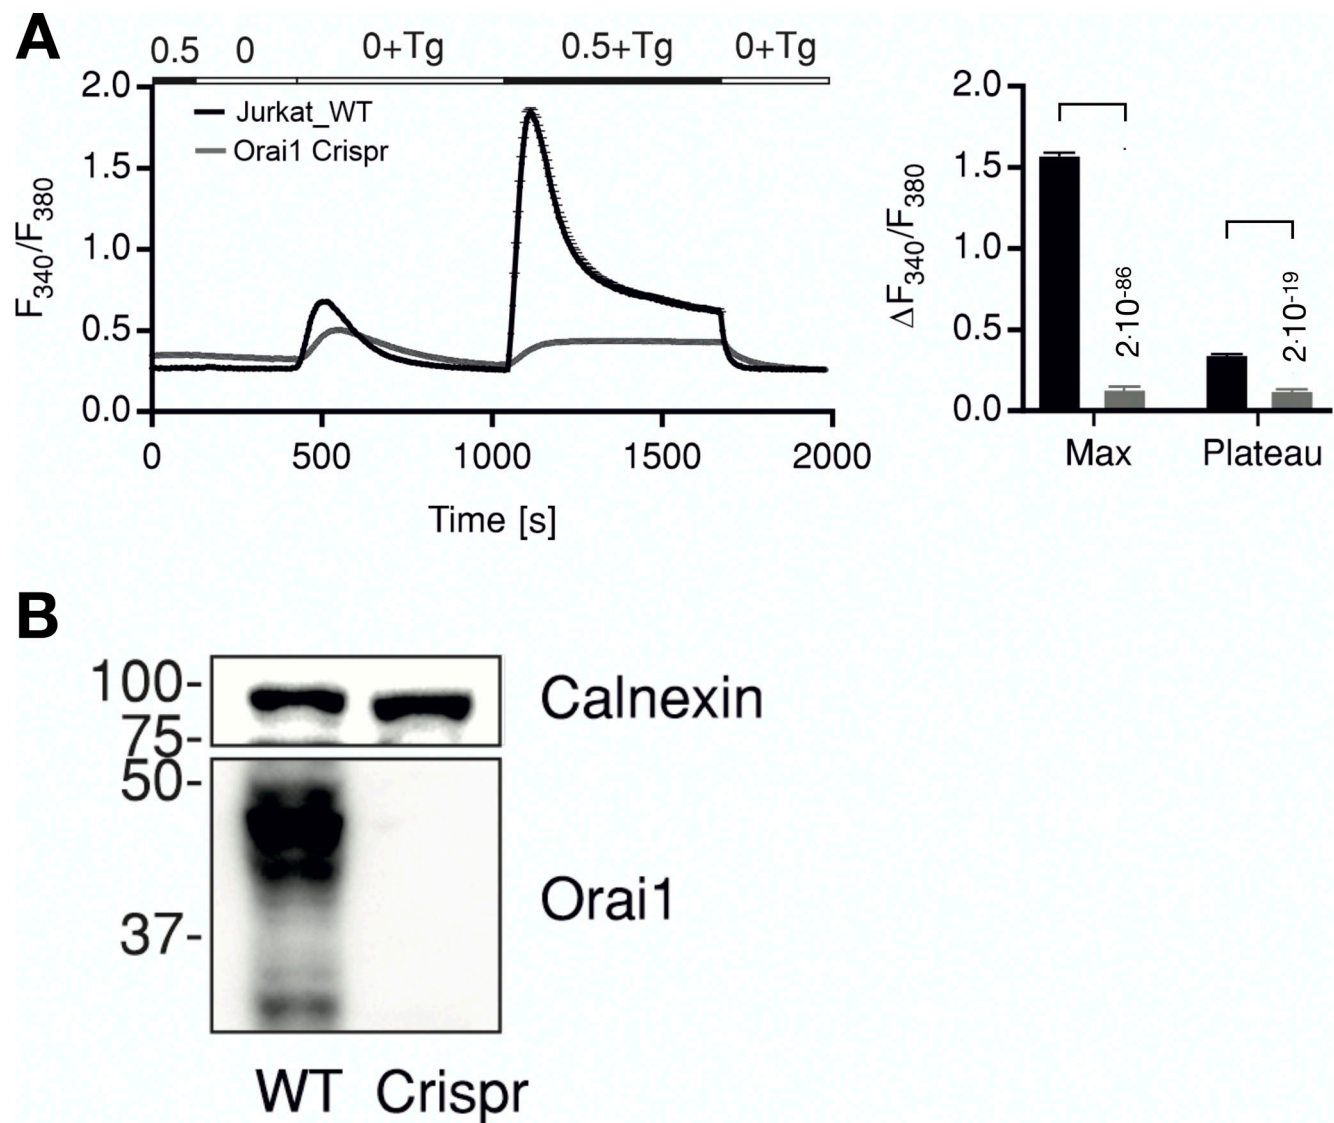 A
0.5 0 0+Tg 0.5+Tg 0+Tg
2.0
1.5
1.0
0.5
0.0
F340/F380
Jurkat_WT
Orai1 Crispr
0 500 1000 1500 2000
Time [s]
2.0
1.5
1.0
0.5
0.0
ΔF340/F380
2·10-86
2·10-19
Max Plateau
B
100-
75-
50-
37-
Calnexin
Orai1
WT Crispr